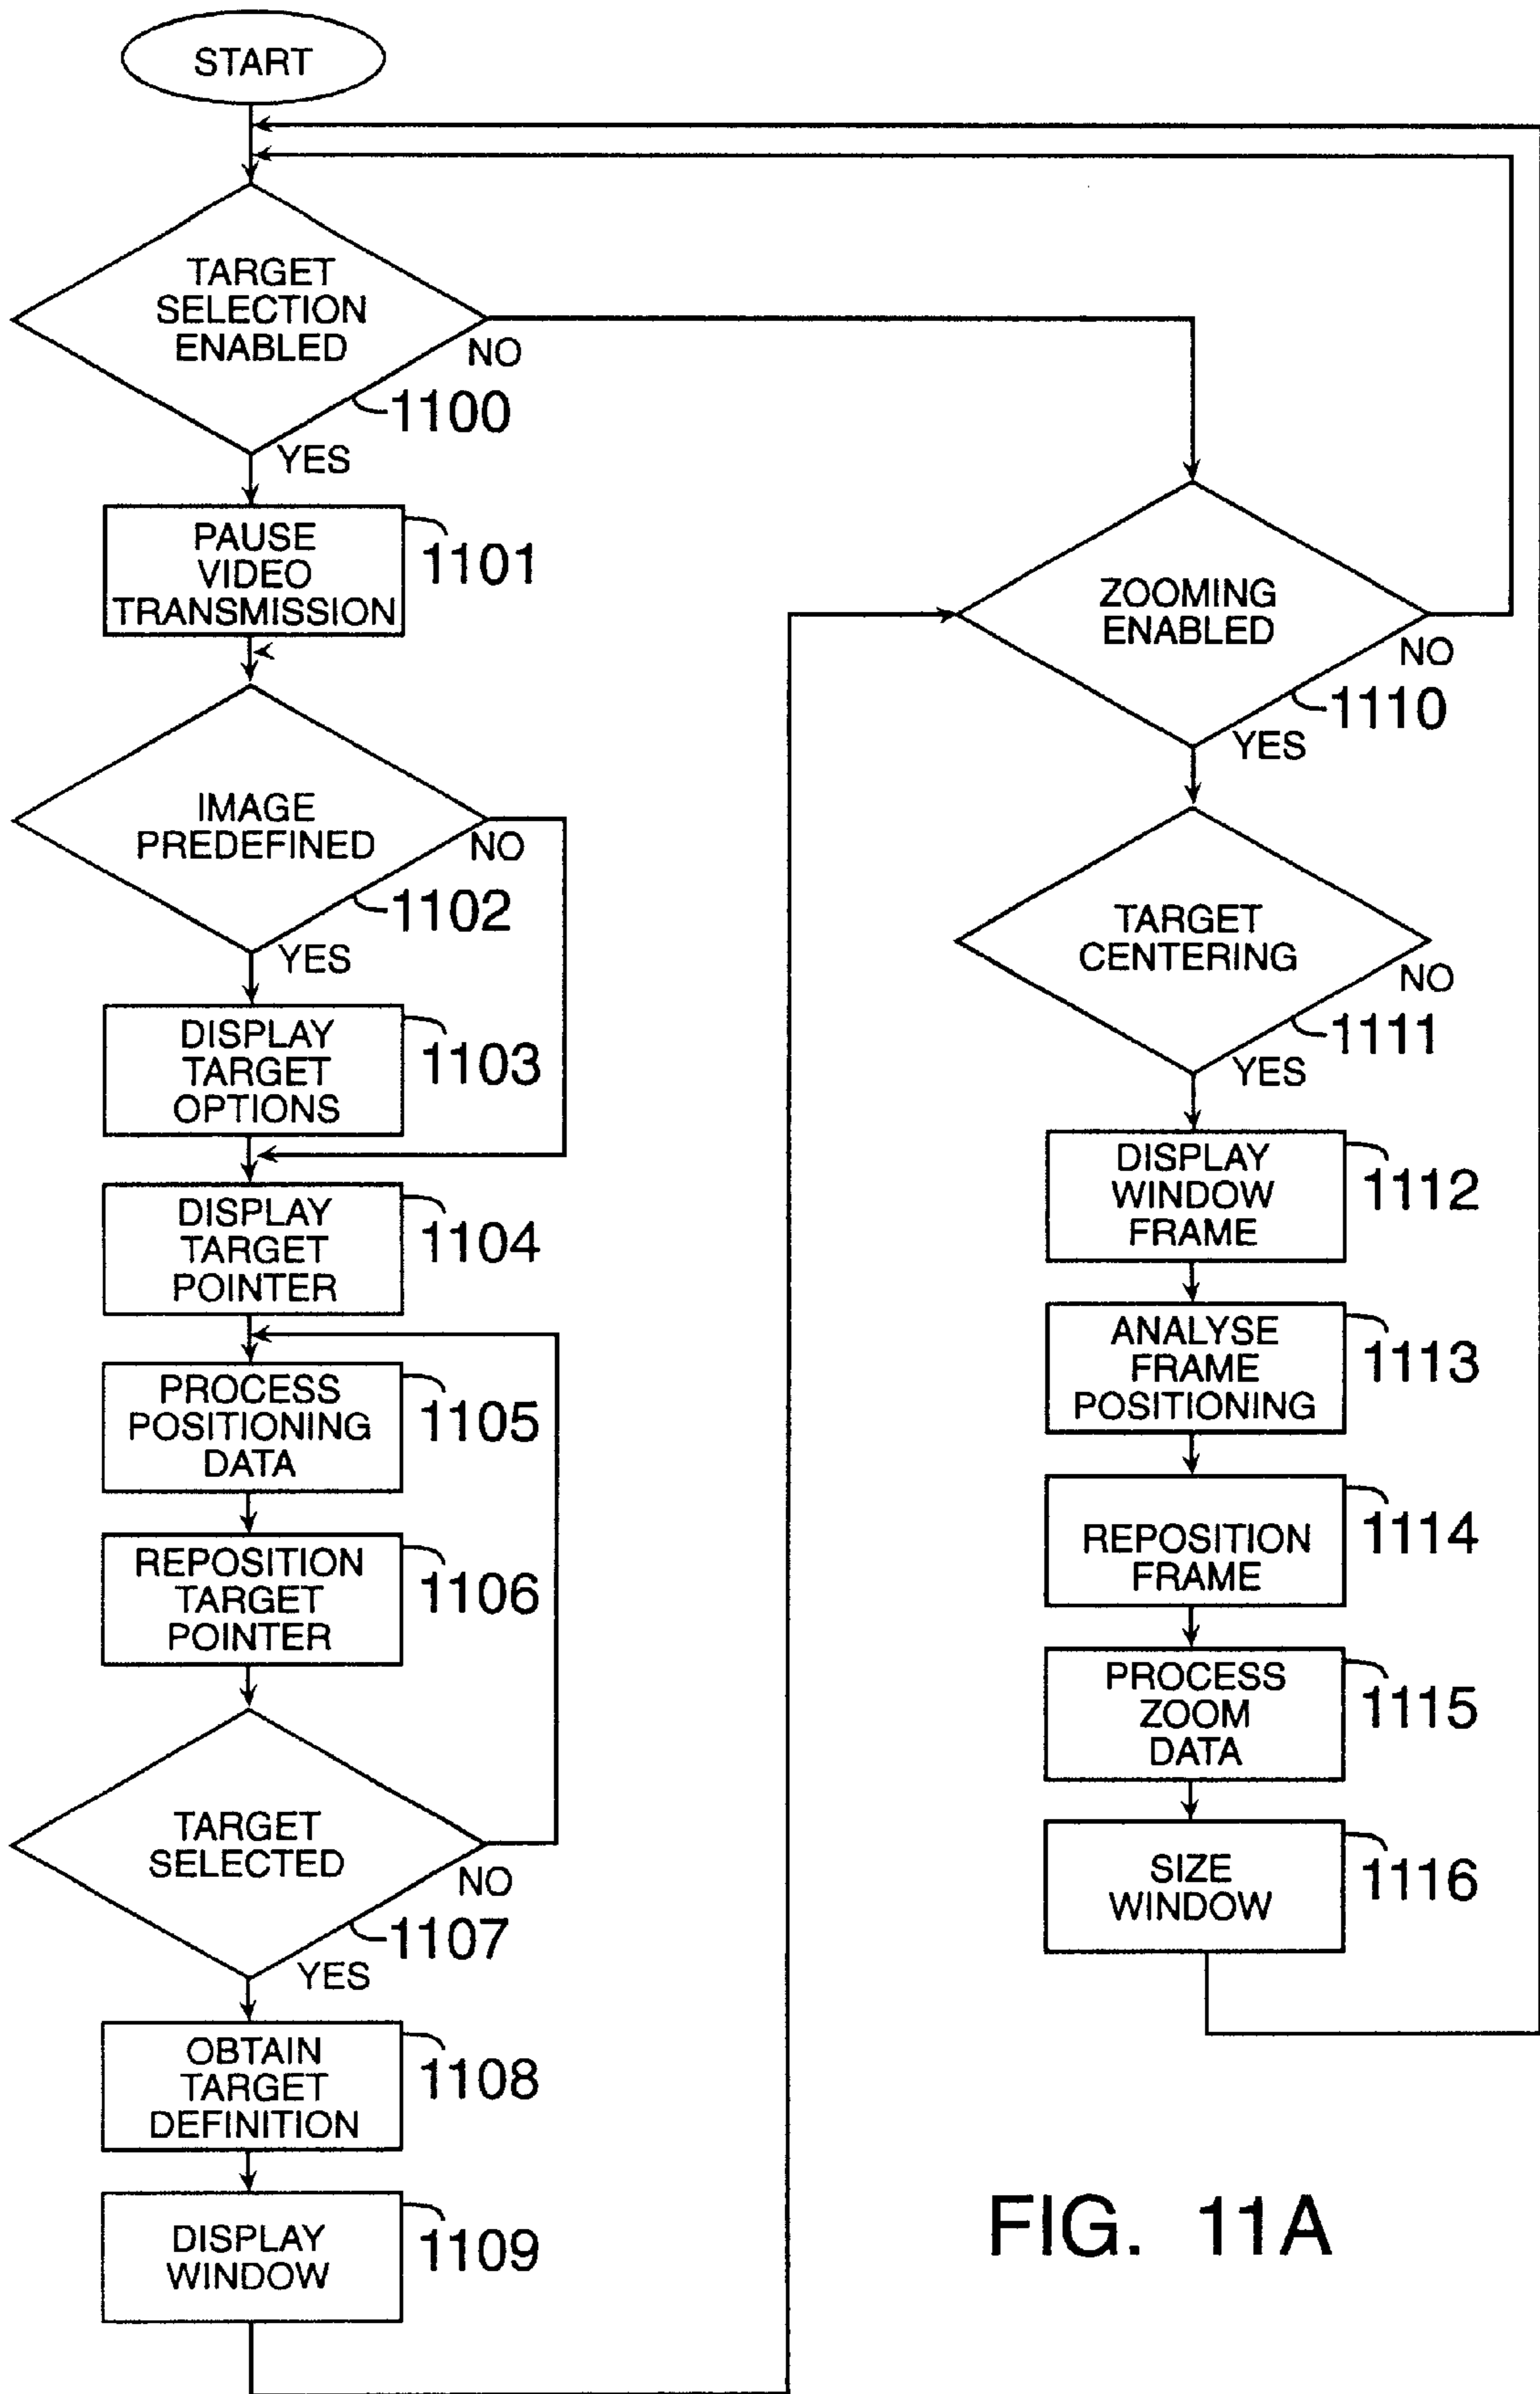 START
TARGET
SELECTION
ENABLED
NO
1100
YES
PAUSE
VIDEO
TRANSMISSION
1101
IMAGE
PREDEFINED
NO
1102
YES
DISPLAY
TARGET
OPTIONS
1103
DISPLAY
TARGET
POINTER
1104
PROCESS
POSITIONING
DATA
1105
REPOSITION
TARGET
POINTER
1106
TARGET
SELECTED
NO
1107
YES
OBTAIN
TARGET
DEFINITION
1108
DISPLAY
WINDOW
1109
ZOOMING
ENABLED
NO
1110
YES
TARGET
CENTERING
NO
1111
YES
DISPLAY
WINDOW
FRAME
1112
ANALYSE
FRAME
POSITIONING
1113
REPOSITION
FRAME
1114
PROCESS
ZOOM
DATA
1115
SIZE
WINDOW
1116
FIG. 11A